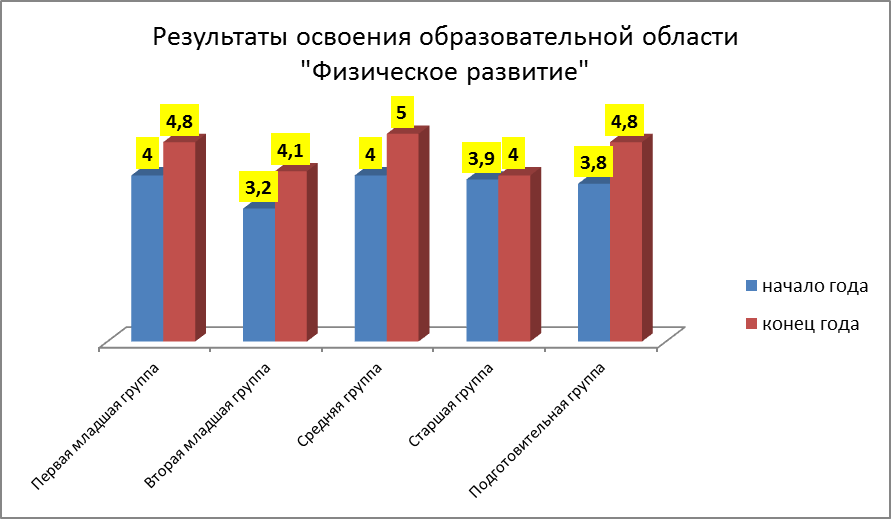 Результаты освоения образовательной области
"Физическое развитие"
4
4,8
3,2
4,1
4
5
3,9
4
3,8
4,8
начало года
конец года
Первая младшая группа
Вторая младшая группа
Средняя группа
Старшая группа
Подготовительная группа